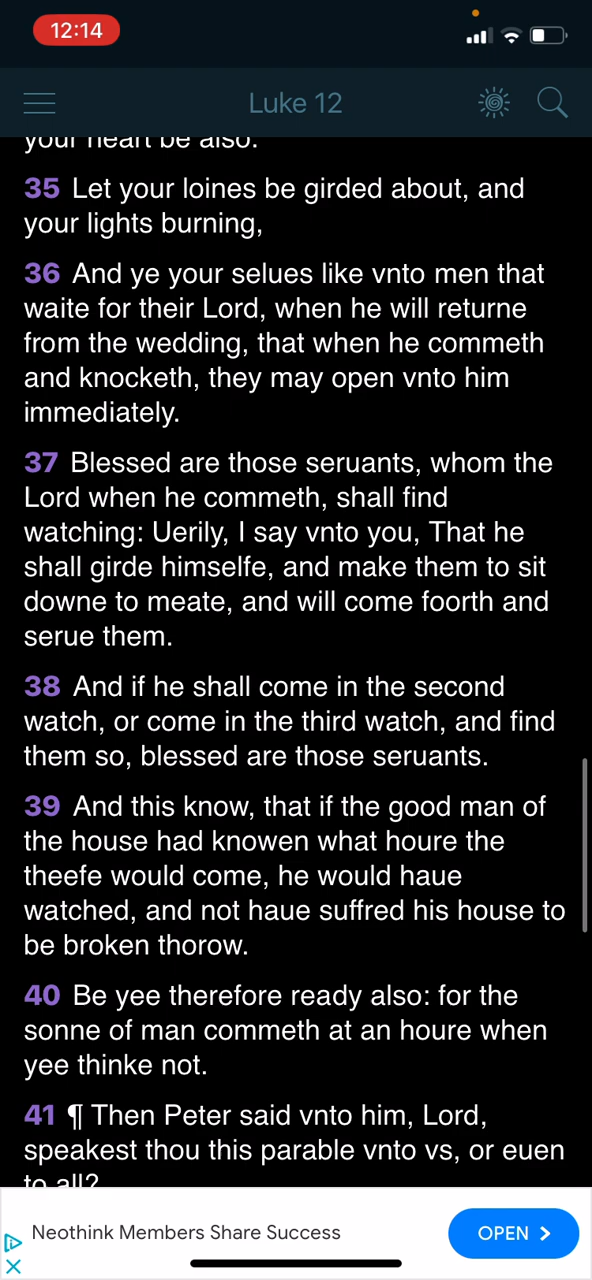 12:14
Luke 12
your heart be also.
35 Let your loines be girded about, and
your lights burning,
36 And ye your selues like vnto men that
waite for their Lord, when he will returne
from the wedding, that when he commeth
and knocketh, they may open vnto him
immediately.
37 Blessed are those seruants, whom the
Lord when he commeth, shall find
watching: Uerily, I say vnto you, That he
shall girde himselfe, and make them to sit
downe to meate, and will come foorth and
serue them.
38 And if he shall come in the second
watch, or come in the third watch, and find
them so, blessed are those seruants.
39 And this know, that if the good man of
the house had knowen what houre the
theefe would come, he would haue
watched, and not haue suffred his house to
be broken thorow.
40 Be yee therefore ready also: for the
sonne of man commeth at an houre when
yee thinke not.
41 ¶ Then Peter said vnto him, Lord,
speakest thou this parable vnto vs, or euen
to all?
Neothink Members Share Success
OPEN